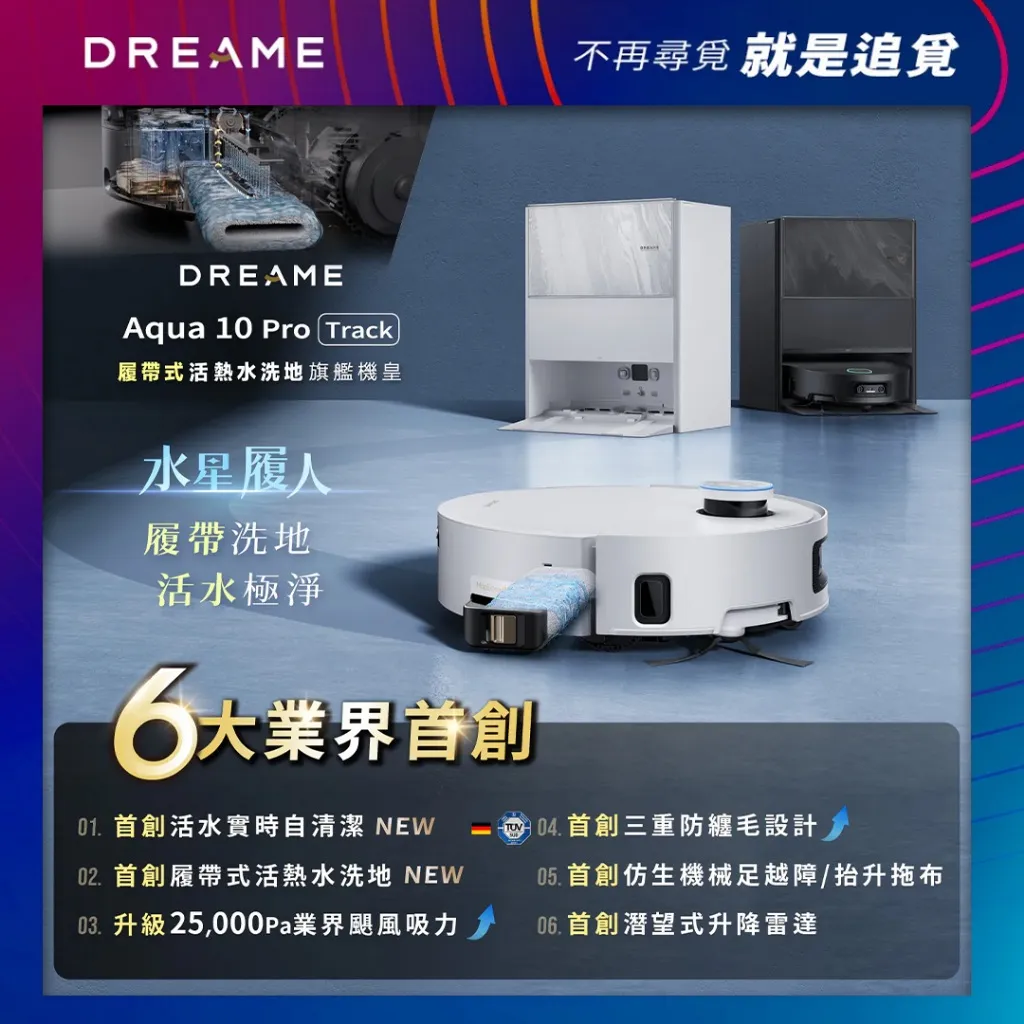 DREAME
不再尋覓 就是追覓
DREAME
DREAME
Aqua 10 Pro Track
履帶式活熱水洗地旗艦機皇
水星履人
履帶洗地
活水極淨
6大業界首創
01. 首創活水實時自清潔 NEW
TÜV
02. 首創履帶式活熱水洗地 NEW
03. 升級25,000Pa業界颶風吸力
04. 首創三重防纏毛設計
05. 首創仿生機械足越障/抬升拖布
06. 首創潛望式升降雷達